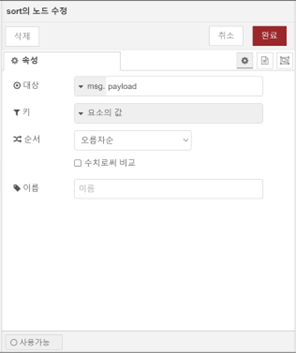 sort의 노드 수정
삭제
취소
완료
속성
대상
msg. payload
키
요소의 값
순서
오름차순
수치로써 비교
이름
이름
사용가능